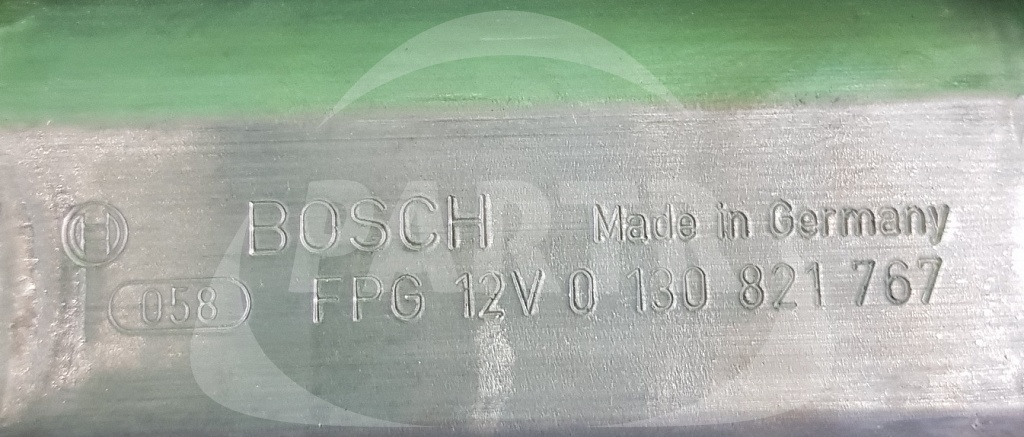 BOSCH Made in Germany
058 FPG 12V 0 130 821 767